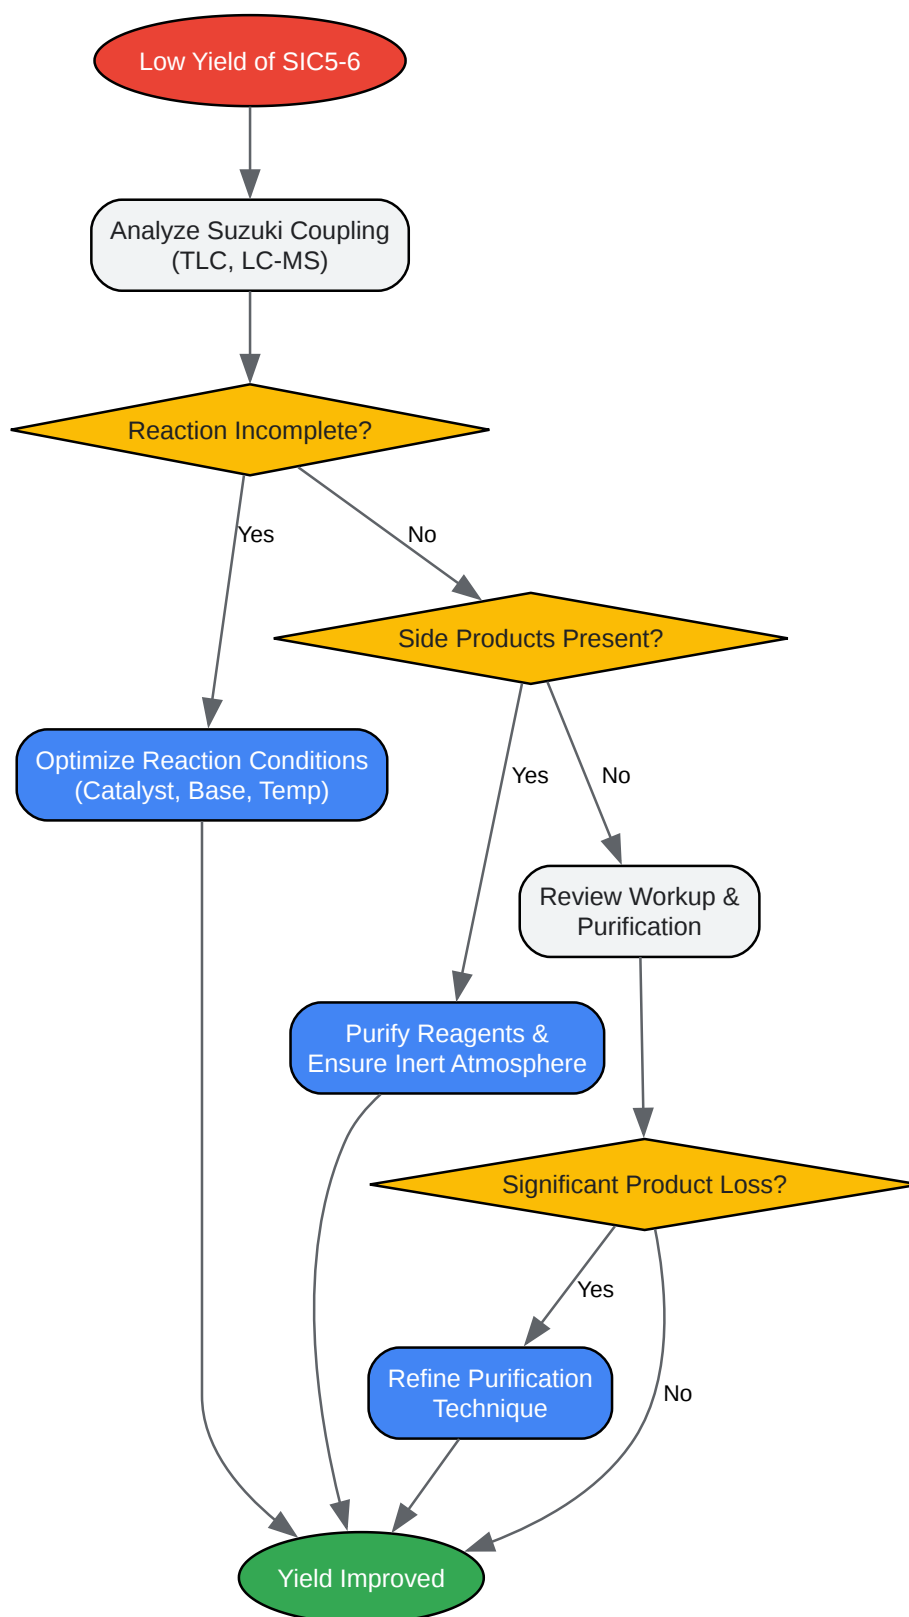 Low Yield of SIC5-6
Analyze Suzuki Coupling
(TLC, LC-MS)
Reaction Incomplete?
Yes
No
Side Products Present?
Optimize Reaction Conditions
(Catalyst, Base, Temp)
Yes
No
Review Workup &
Purification
Purify Reagents &
Ensure Inert Atmosphere
Significant Product Loss?
Yes
Refine Purification
Technique
No
Yield Improved